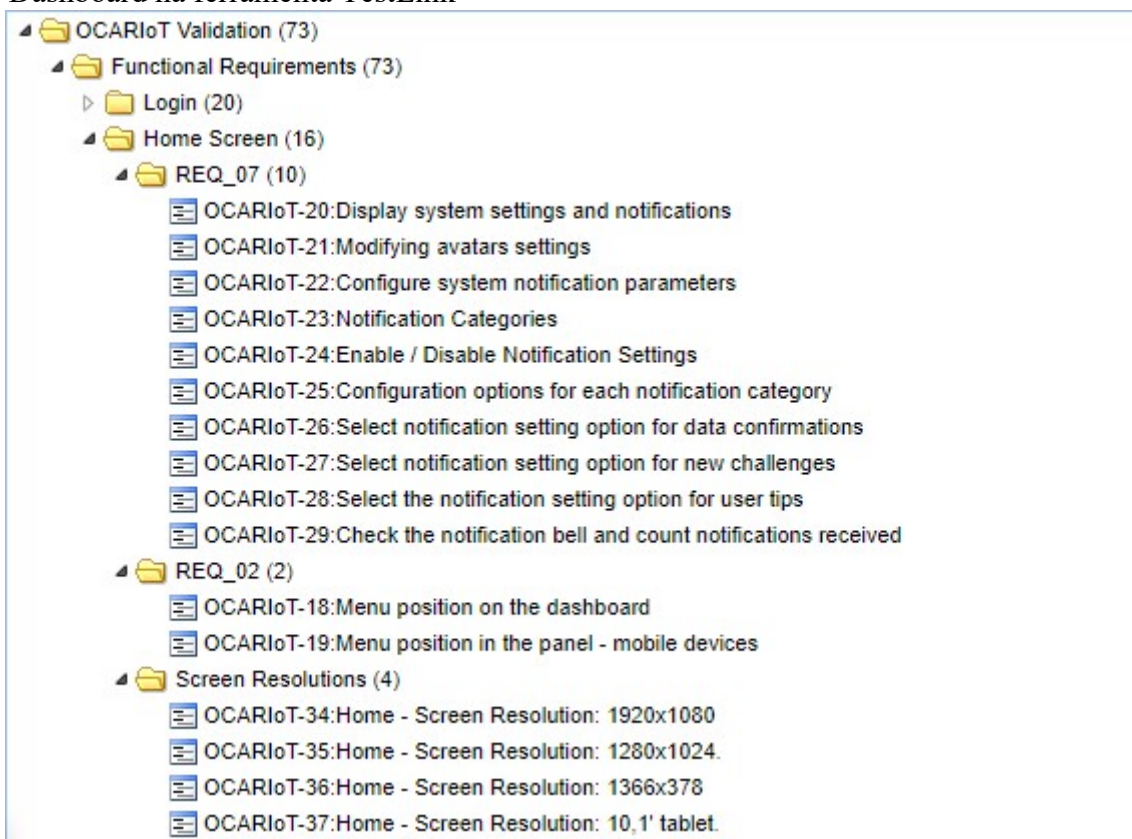 Dashboard na ferramenta TestLink
OCARIoT Validation (73)
Functional Requirements (73)
Login (20)
Home Screen (16)
REQ_07 (10)
OCARIoT-20:Display system settings and notifications
OCARIoT-21:Modifying avatars settings
OCARIoT-22:Configure system notification parameters
OCARIoT-23:Notification Categories
OCARIoT-24:Enable / Disable Notification Settings
OCARIoT-25:Configuration options for each notification category
OCARIoT-26:Select notification setting option for data confirmations
OCARIoT-27:Select notification setting option for new challenges
OCARIoT-28:Select the notification setting option for user tips
OCARIoT-29:Check the notification bell and count notifications received
REQ_02 (2)
OCARIoT-18:Menu position on the dashboard
OCARIoT-19:Menu position in the panel - mobile devices
Screen Resolutions (4)
OCARIoT-34:Home - Screen Resolution: 1920x1080
OCARIoT-35:Home - Screen Resolution: 1280x1024.
OCARIoT-36:Home - Screen Resolution: 1366x378
OCARIoT-37:Home - Screen Resolution: 10,1' tablet.